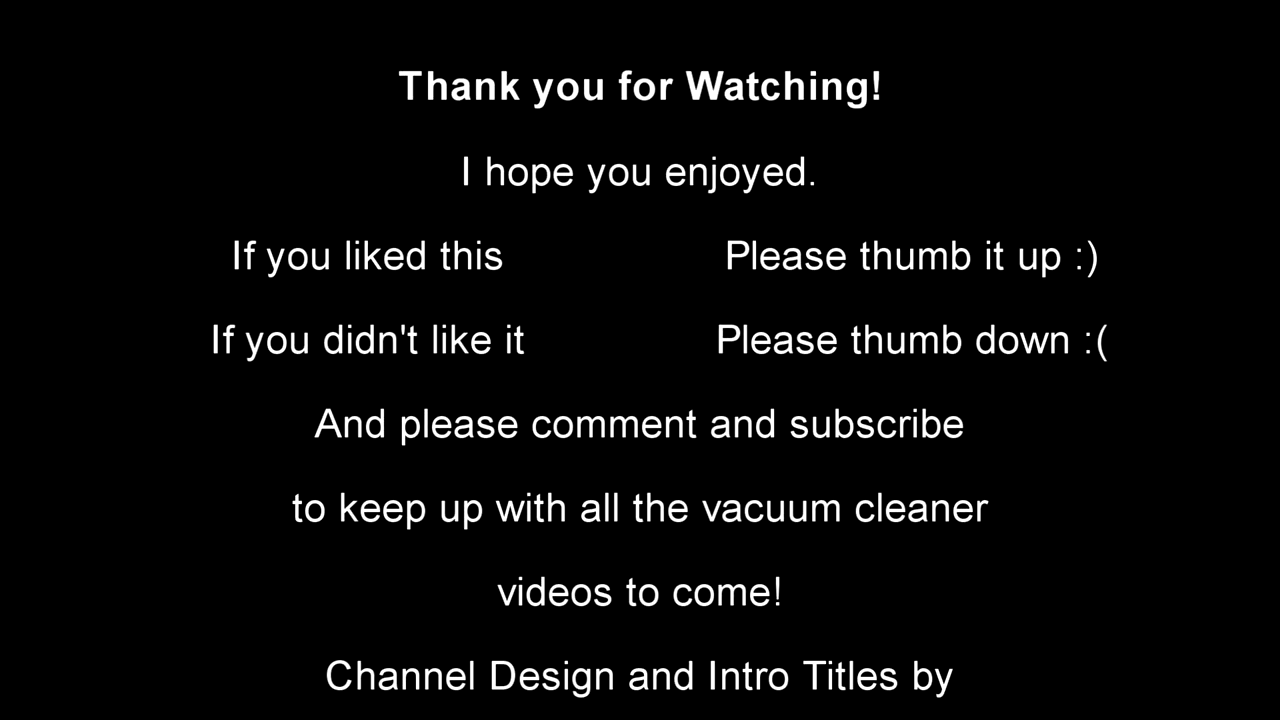 Thank you for Watching!
I hope you enjoyed.
If you liked this Please thumb it up :)
If you didn't like it Please thumb down :(
And please comment and subscribe
to keep up with all the vacuum cleaner
videos to come!
Channel Design and Intro Titles by